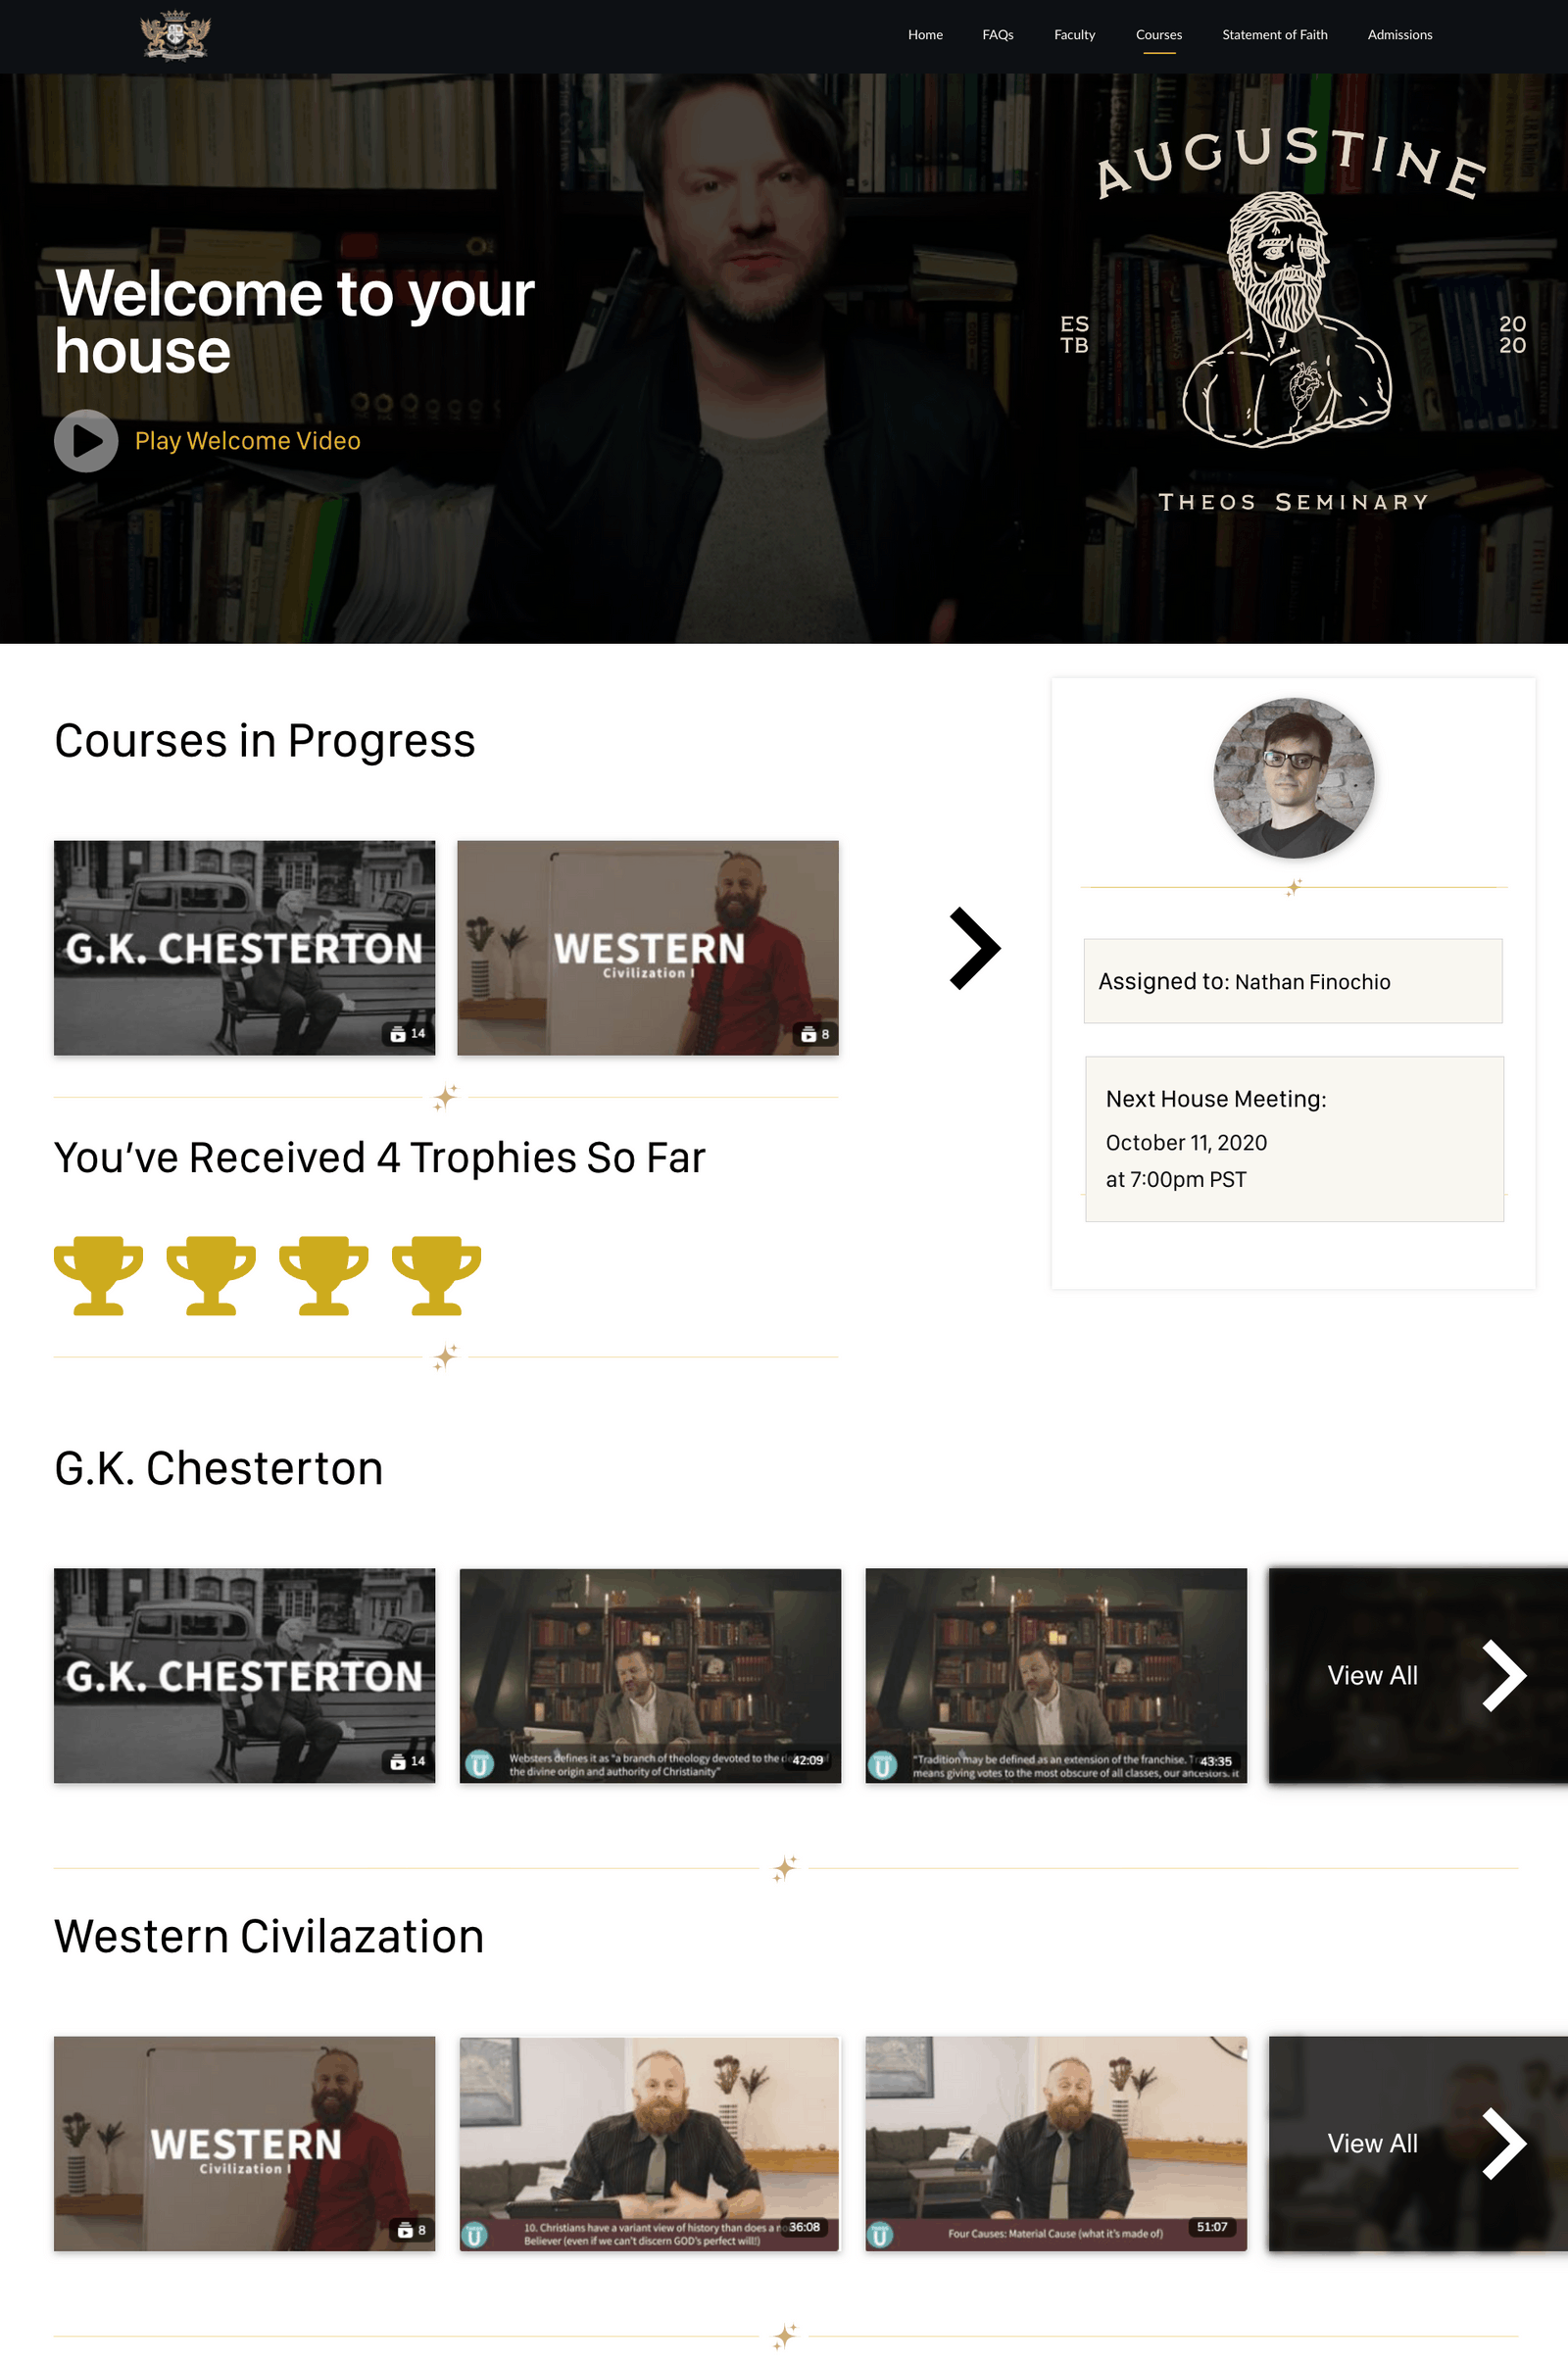 Home
FAQs
Faculty
Courses
Statement of Faith
Admissions
AUGUSTINE
ES
TB
20
20
THEOS SEMINARY
Welcome to your
house
Play Welcome Video
Courses in Progress
G.K. CHESTERTON
14
WESTERN
Civilization I
8
Assigned to: Nathan Finochio
Next House Meeting:
October 11, 2020
at 7:00pm PST
You’ve Received 4 Trophies So Far
G.K. Chesterton
G.K. CHESTERTON
14
Websters defines it as "a branch of theology devoted to the
the divine origin and authority of Christianity"
42:09
U
"Tradition may be defined as an extension of the franchise.
means giving votes to the most obscure of all classes, our ancestors. It
43:35
U
View All
Western Civilazation
WESTERN
Civilization I
8
10. Christians have a variant view of history than does a
Believer (even if we can't discern GOD's perfect will!)
36:08
U
Four Causes: Material Cause (what it's made of)
51:07
U
View All